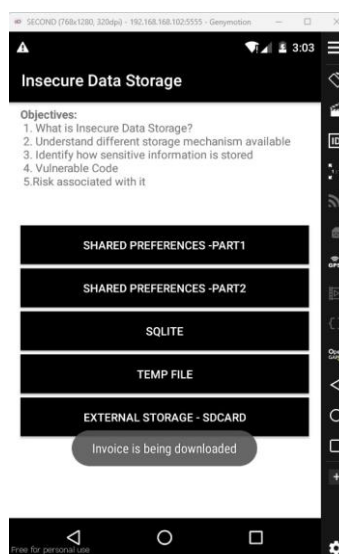 SECOND (768x1280, 320dpi) - 192.168.168.102:5555 - Genymotion
3:03
Insecure Data Storage
Objectives:
1. What is Insecure Data Storage?
2. Understand different storage mechanism available
3. Identify how sensitive information is stored
4. Vulnerable Code
5.Risk associated with it
SHARED PREFERENCES -PART1
SHARED PREFERENCES -PART2
SQLITE
TEMP FILE
EXTERNAL STORAGE - SDCARD
Invoice is being downloaded
Free for personal use
ID
GPS